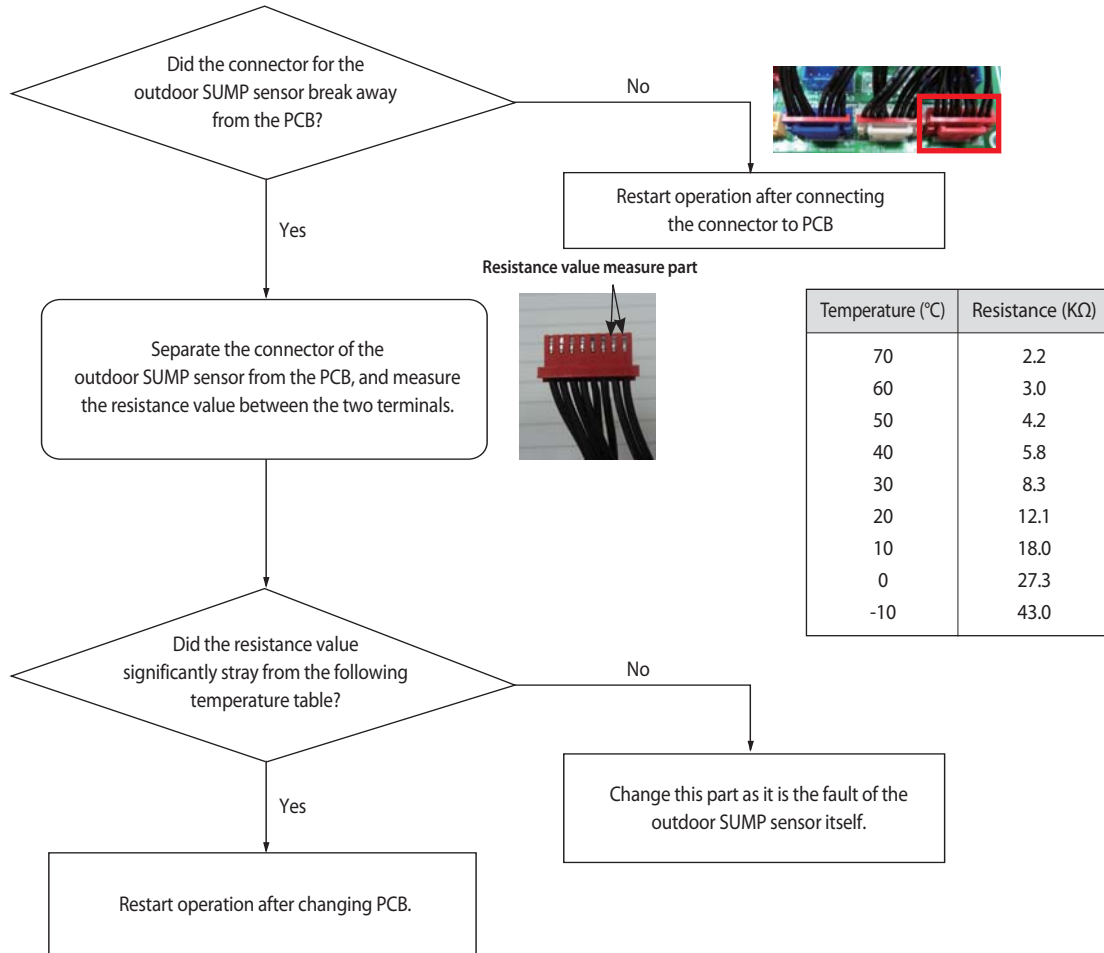 Did the connector for the
outdoor SUMP sensor break away
from the PCB?
No
Restart operation after connecting
the connector to PCB
Yes
Resistance value measure part
Separate the connector of the
outdoor SUMP sensor from the PCB, and measure
the resistance value between the two terminals.
Temperature (°C) Resistance (KΩ)
70 2.2
60 3.0
50 4.2
40 5.8
30 8.3
20 12.1
10 18.0
0 27.3
-10 43.0
Did the resistance value
significantly stray from the following
temperature table?
No
Change this part as it is the fault of the
outdoor SUMP sensor itself.
Yes
Restart operation after changing PCB.